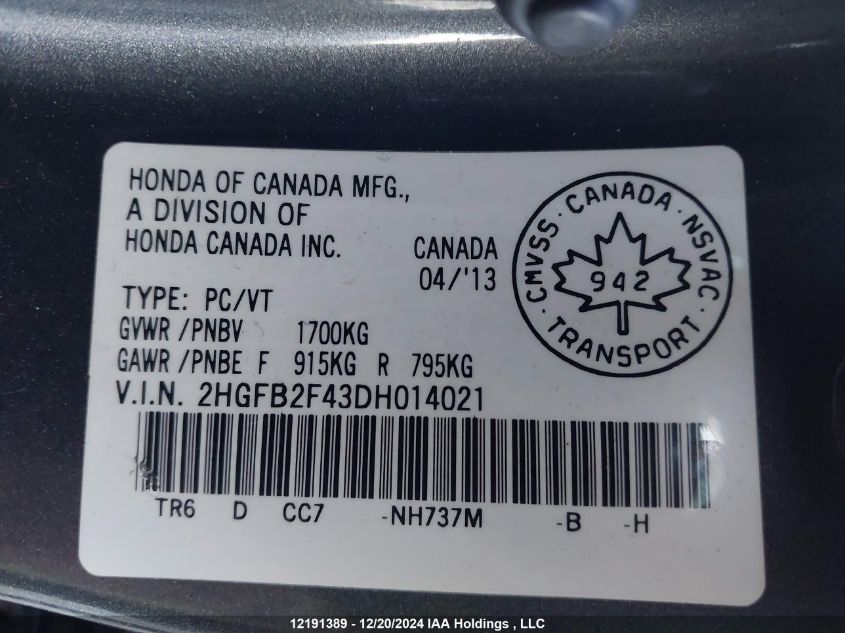 HONDA OF CANADA MFG.,
A DIVISION OF
HONDA CANADA INC.
CANADA
04/'13
TYPE: PC/VT
GVWR /PNBV 1700KG
GAWR /PNBE F 915KG R 795KG
V.I.N. 2HGFB2F43DH014021
TR6 D CC7 -NH737M -B -H
CMVSS · CANADA · NSVAC
942
· TRANSPORT ·
12191389 - 12/20/2024 IAA Holdings , LLC